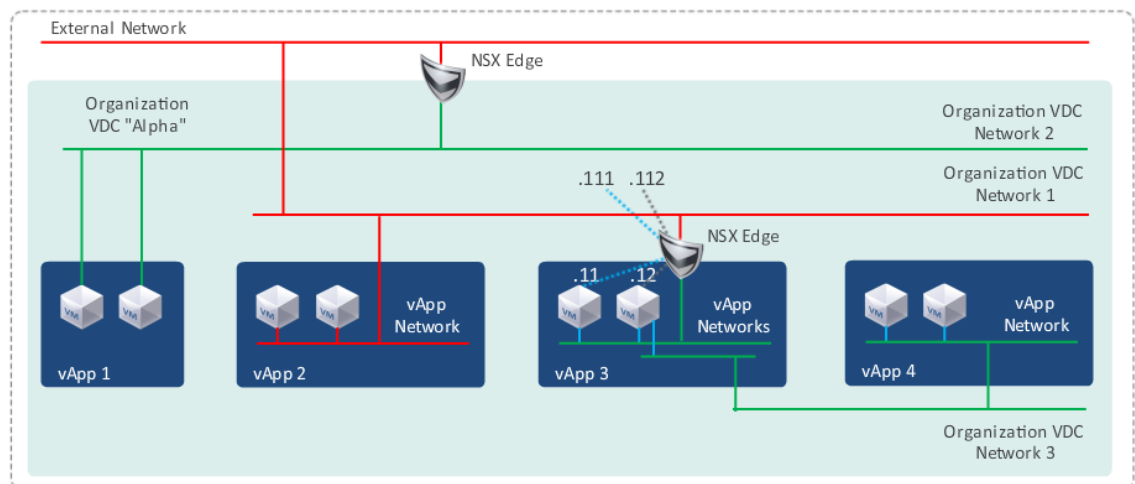 External Network
NSX Edge
Organization
VDC "Alpha"
Organization VDC
Network 2
Organization VDC
Network 1
.111 .112
NSX Edge
.11 .12
VM VM
vApp 1
VM VM
vApp
Network
vApp 2
VM VM
vApp
Networks
vApp 3
VM VM
vApp
Network
vApp 4
Organization VDC
Network 3